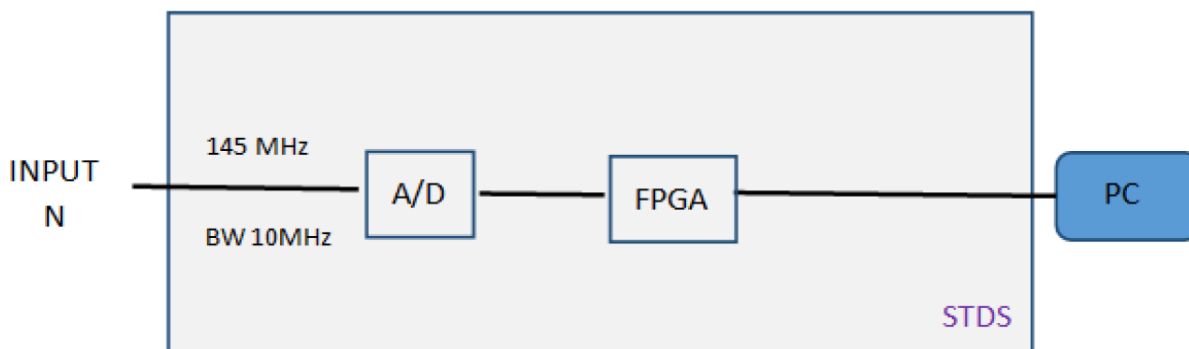 145 MHz
INPUT
N
A/D
FPGA
PC
BW 10MHz
STDS